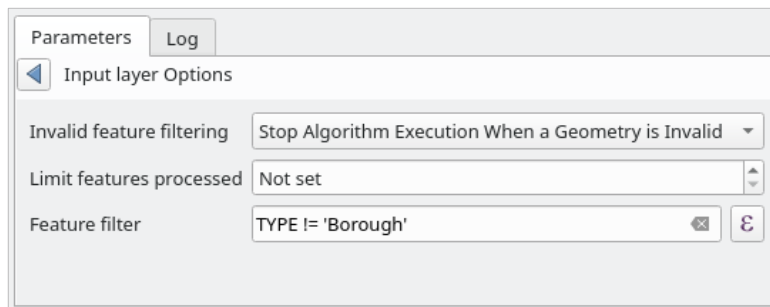 Parameters Log
Input layer Options
Invalid feature filtering Stop Algorithm Execution When a Geometry is Invalid
Limit features processed Not set
Feature filter TYPE != 'Borough' ε